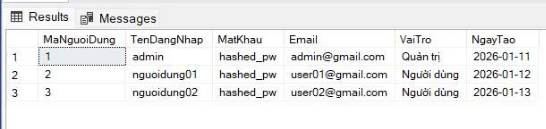 Results Messages
MaNguoiDung TenDangNhap MatKhau Email VaiTro NgayTao
1 1 admin hashed_pw admin@gmail.com Quản trị 2026-01-11
2 2 nguoidung01 hashed_pw user01@gmail.com Người dùng 2026-01-12
3 3 nguoidung02 hashed_pw user02@gmail.com Người dùng 2026-01-13